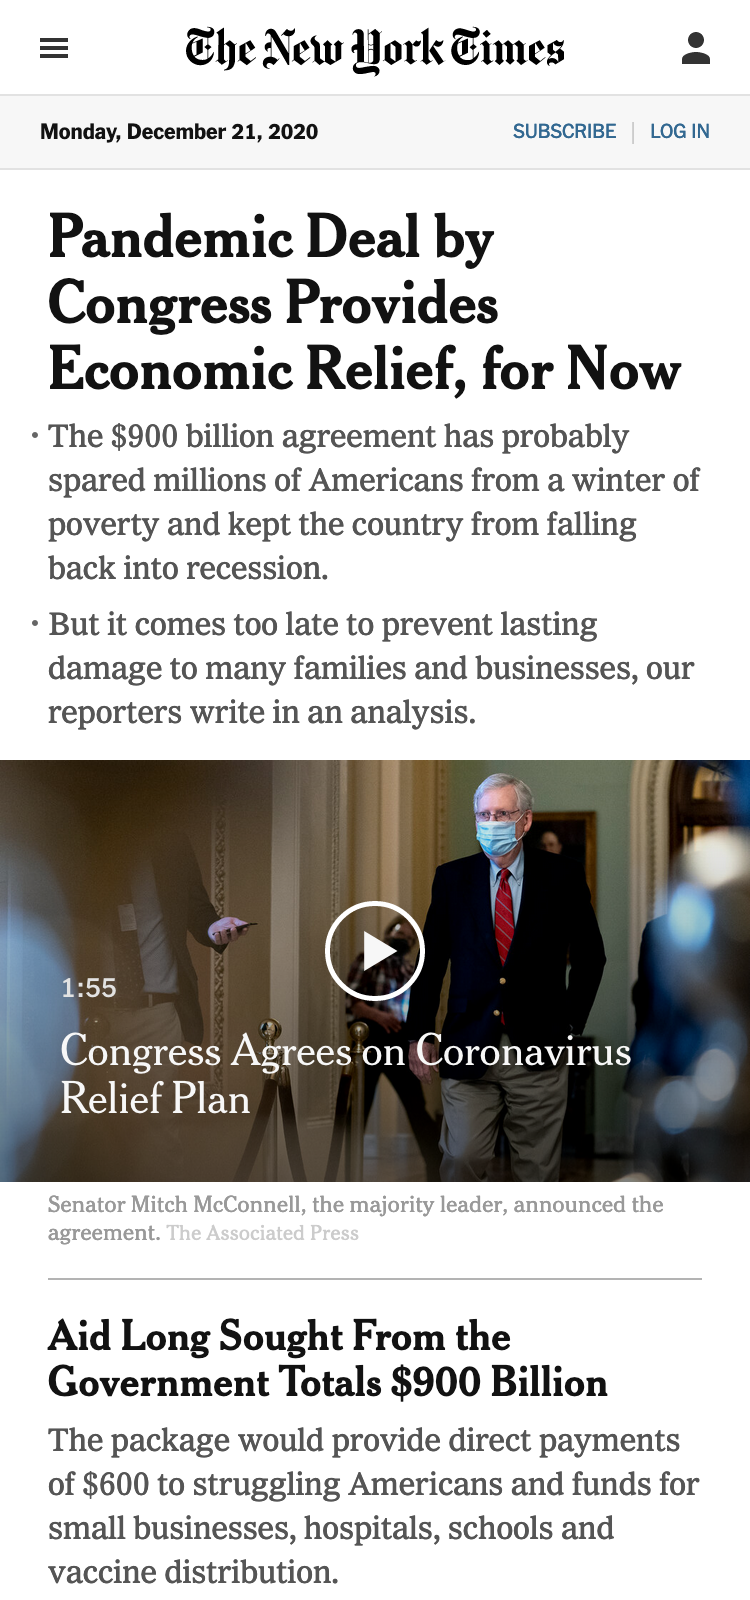 The New York Times
Monday, December 21, 2020
SUBSCRIBE | LOG IN
Pandemic Deal by
Congress Provides
Economic Relief, for Now
• The $900 billion agreement has probably
spared millions of Americans from a winter of
poverty and kept the country from falling
back into recession.
• But it comes too late to prevent lasting
damage to many families and businesses, our
reporters write in an analysis.
1:55
Congress Agrees on Coronavirus
Relief Plan
Senator Mitch McConnell, the majority leader, announced the
agreement. The Associated Press
Aid Long Sought From the
Government Totals $900 Billion
The package would provide direct payments
of $600 to struggling Americans and funds for
small businesses, hospitals, schools and
vaccine distribution.